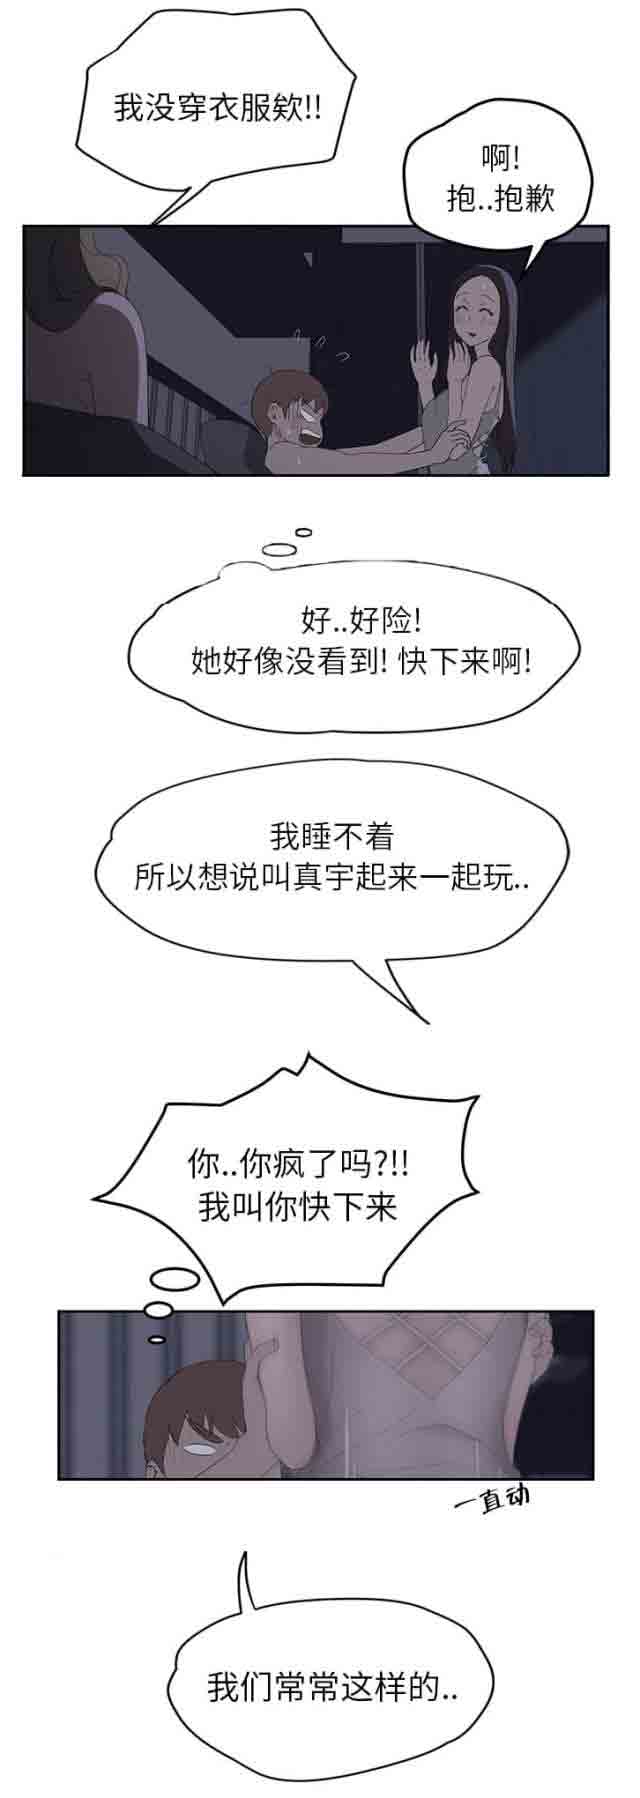 我没穿衣服欸!!
啊!
抱..抱歉
好..好险!
她好像没看到! 快下来啊!
我睡不着
所以想说叫真宇起来一起玩..
你..你疯了吗?!!
我叫你快下来
一直动
我们常常这样的..